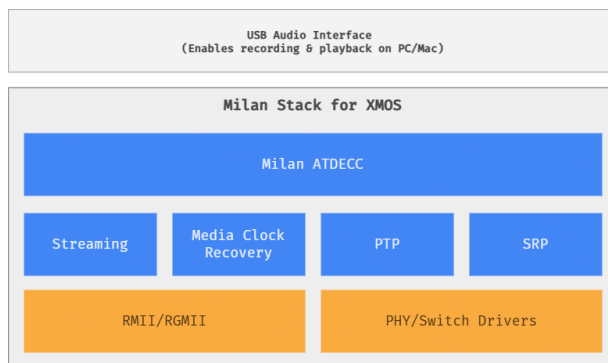 USB Audio Interface
(Enables recording & playback on PC/Mac)
Milan Stack for XMOS
Milan ATDECC
Streaming
Media Clock
Recovery
PTP
SRP
RMII/RGMII
PHY/Switch Drivers